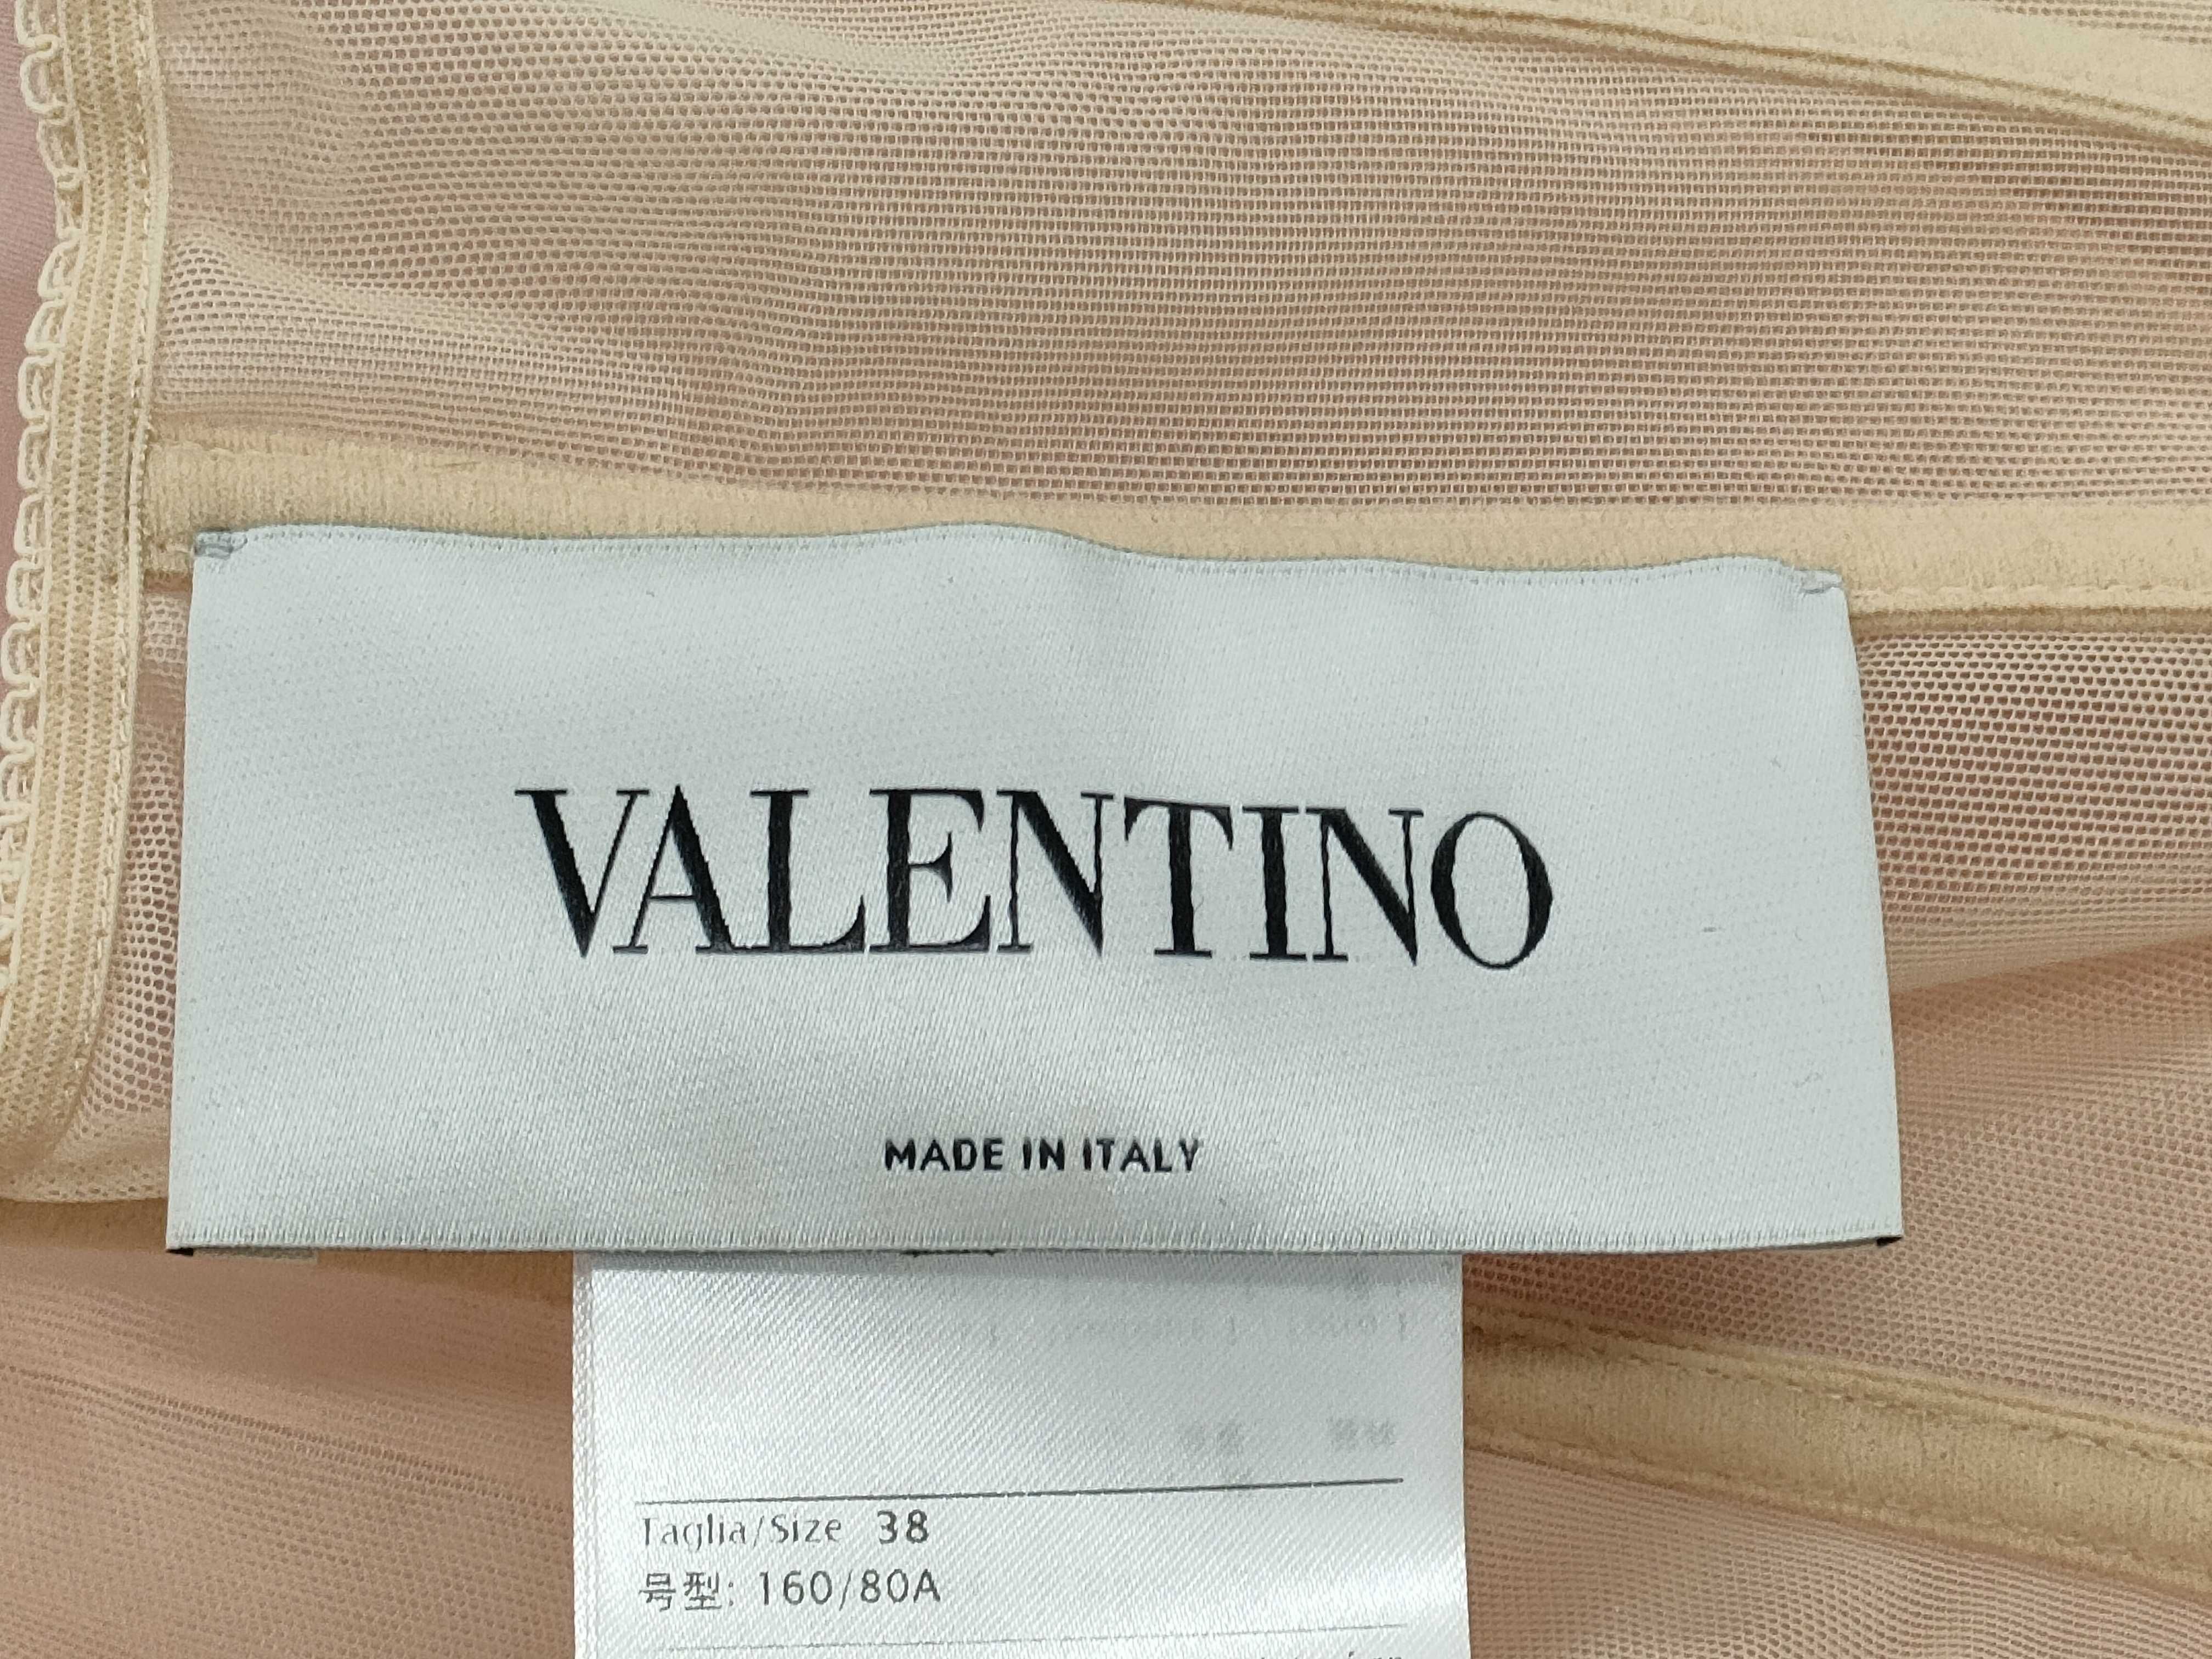 VALENTINO
MADE IN ITALY
Taglia/Size 38
号型: 160/80A